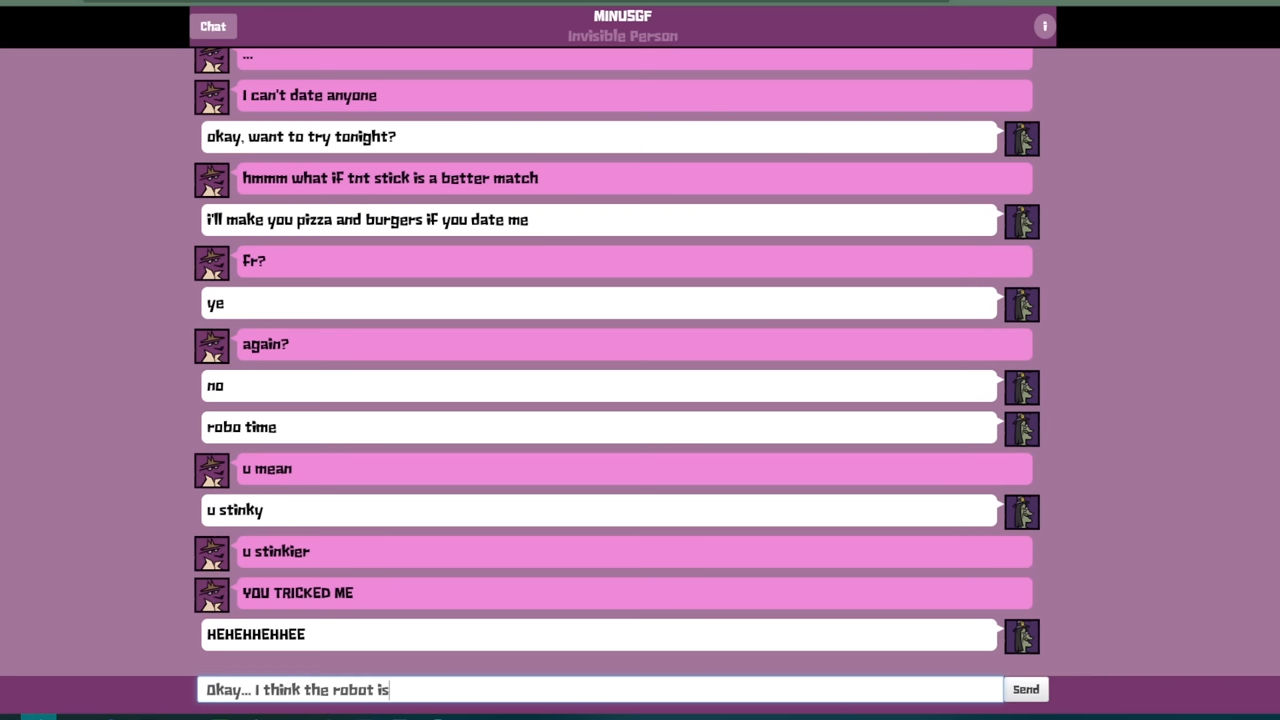 Chat
MINUSGF
Invisible Person
i
...
I can't date anyone
okay, want to try tonight?
hmmm what if tnt stick is a better match
i'll make you pizza and burgers if you date me
fr?
ye
again?
no
robo time
u mean
u stinky
u stinkier
YOU TRICKED ME
HEHEHHEHHEE
Okay... I think the robot is
Send